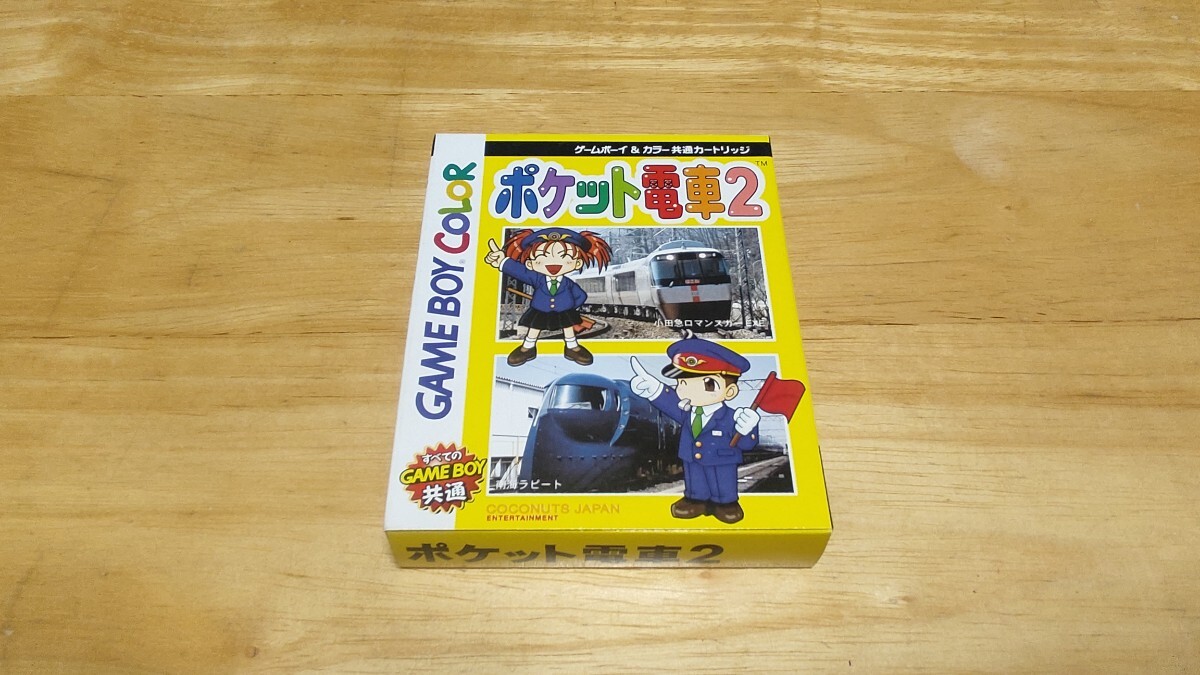 ゲームボーイ & カラー 共通カートリッジ
GAME BOY COLOR
ポケット電車2 TM
小田急ロマンスカーEXE
南海ラピート
すべての
GAME BOY
共通
COCONUTS JAPAN
ENTERTAINMENT
ポケット電車2